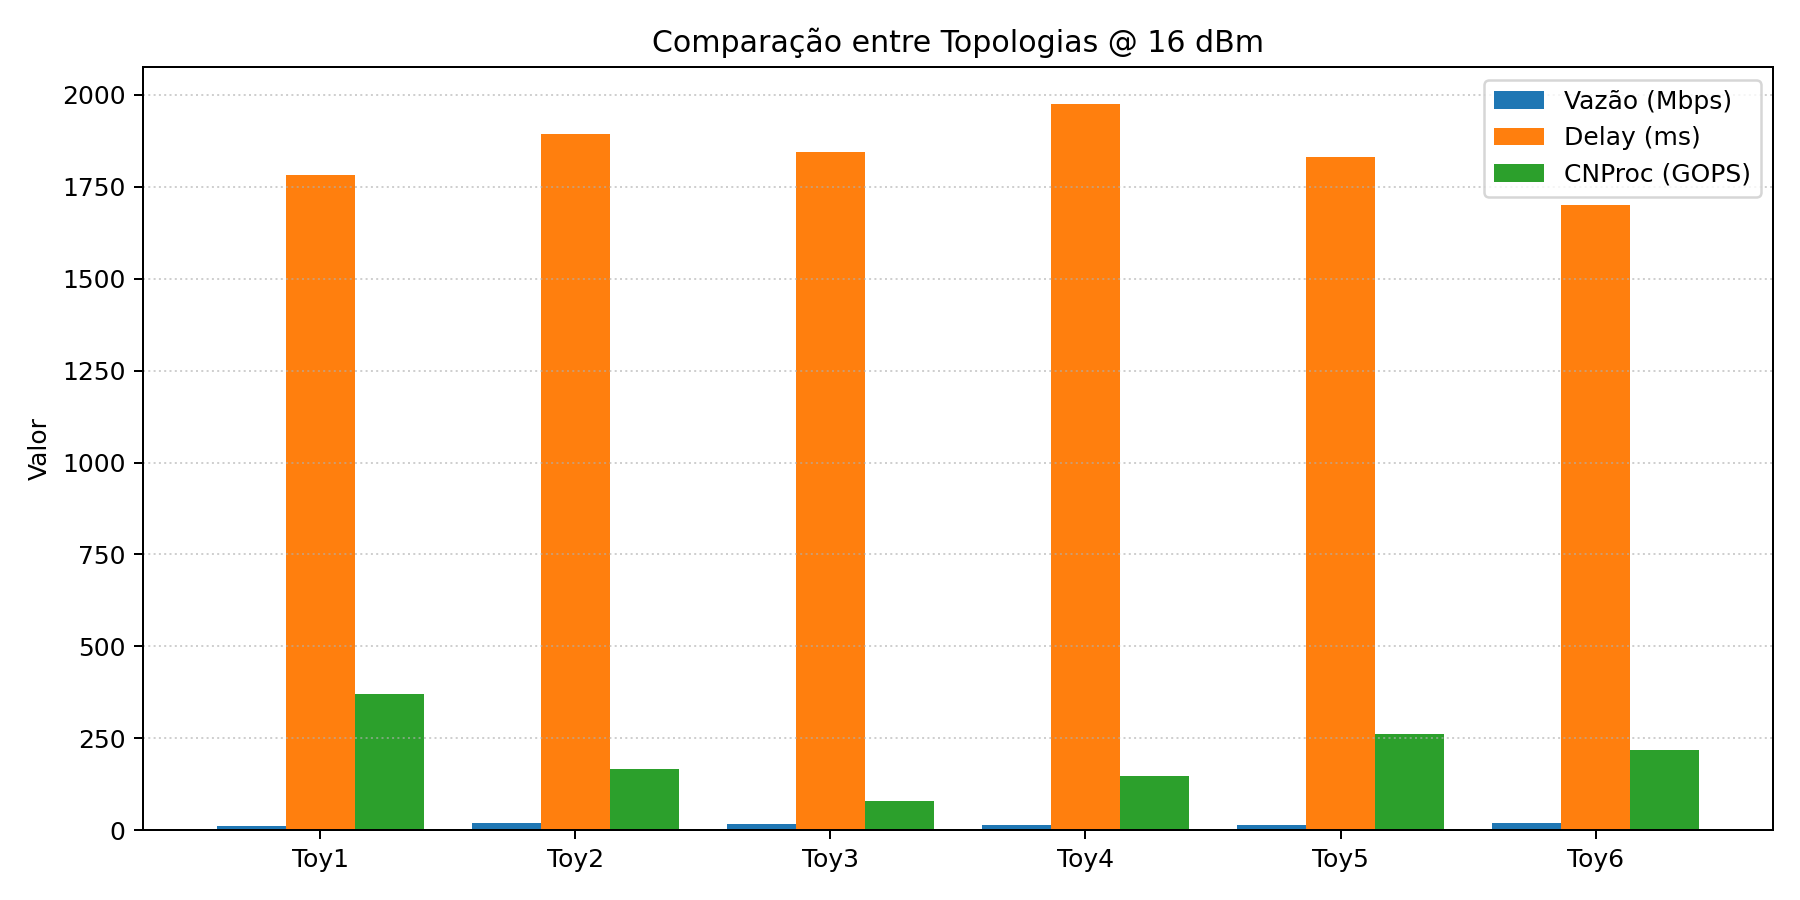 Comparação entre Topologias @ 16 dBm
Vazão (Mbps)
Delay (ms)
CNProc (GOPS)
Valor
2000
1750
1500
1250
1000
750
500
250
0
Toy1 Toy2 Toy3 Toy4 Toy5 Toy6